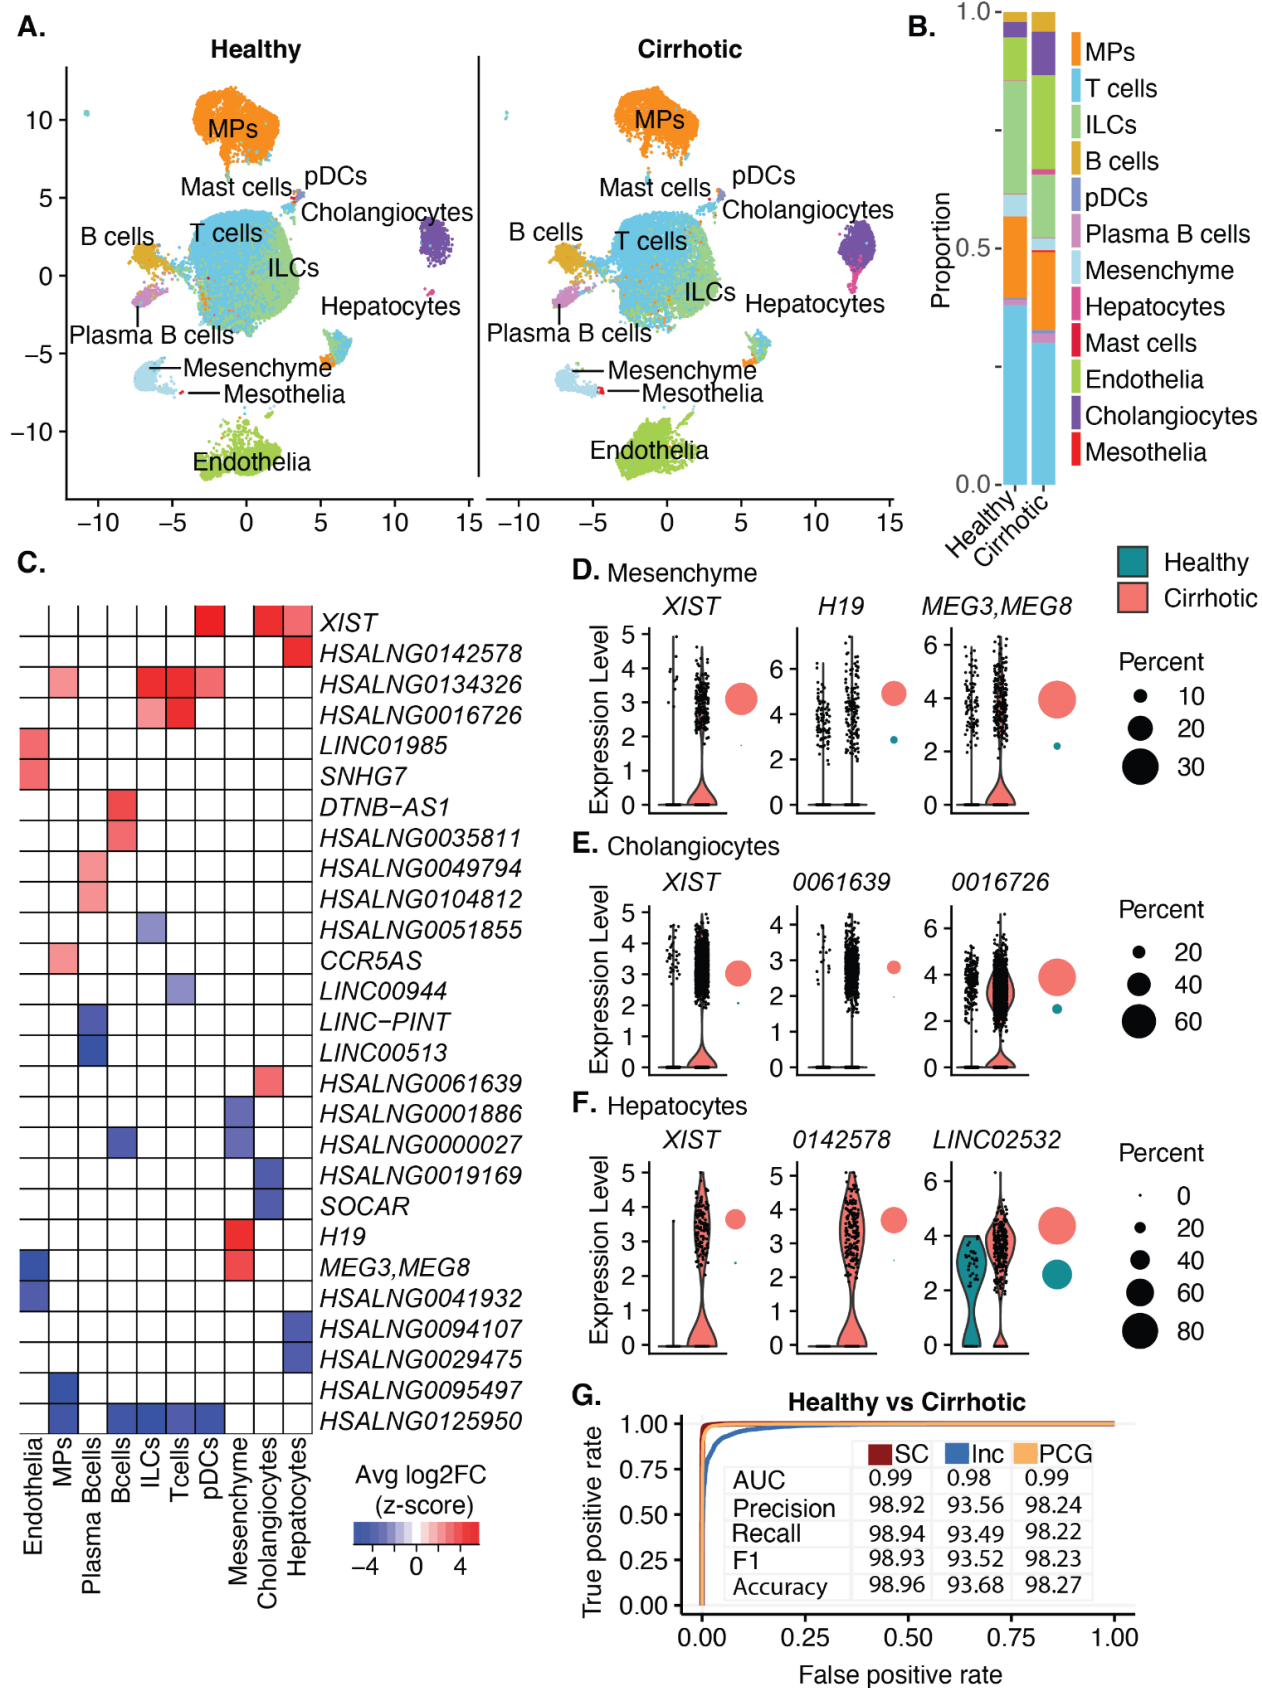 A.
Healthy
Cirrhotic
10
5
0
−5
−10
MPs
Mast cells
pDCs
Cholangiocytes
B cells
T cells
ILCs
Hepatocytes
Plasma B cells
Mesenchyme
Mesothelia
Endothelia
−10 −5 0 5 10 15
MPs
Mast cells
pDCs
Cholangiocytes
B cells
T cells
ILCs
Hepatocytes
Plasma B cells
Mesenchyme
Mesothelia
Endothelia
−10 −5 0 5 10 15
B.
Proportion
1.0
0.5
0.0
Healthy
Cirrhotic
MPs
T cells
ILCs
B cells
pDCs
Plasma B cells
Mesenchyme
Hepatocytes
Mast cells
Endothelia
Cholangiocytes
Mesothelia
C.
XIST
HSALNG0142578
HSALNG0134326
HSALNG0016726
LINC01985
SNHG7
DTNB−AS1
HSALNG0035811
HSALNG0049794
HSALNG0104812
HSALNG0051855
CCR5AS
LINC00944
LINC−PINT
LINC00513
HSALNG0061639
HSALNG0001886
HSALNG0000027
HSALNG0019169
SOCAR
H19
MEG3,MEG8
HSALNG0041932
HSALNG0094107
HSALNG0029475
HSALNG0095497
HSALNG0125950
Endothelia
MPs
Plasma Bcells
Bcells
ILCs
Tcells
pDCs
Mesenchyme
Cholangiocytes
Hepatocytes
Avg log2FC
(z-score)
−4 0 4
Healthy
Cirrhotic
D. Mesenchyme
XIST H19 MEG3,MEG8
Expression Level
5
4
3
2
1
0
6
4
2
0
6
4
2
0
Percent
10
20
30
E. Cholangiocytes
XIST 0061639 0016726
Expression Level
5
4
3
2
1
0
4
3
2
1
0
6
4
2
0
Percent
20
40
60
F. Hepatocytes
XIST 0142578 LINC02532
Expression Level
5
4
3
2
1
0
5
4
3
2
1
0
6
4
2
0
Percent
0
20
40
60
80
G.
Healthy vs Cirrhotic
True positive rate
1.00
0.75
0.50
0.25
0.00
SC lnc PCG
AUC 0.99 0.98 0.99
Precision 98.92 93.56 98.24
Recall 98.94 93.49 98.22
F1 98.93 93.52 98.23
Accuracy 98.96 93.68 98.27
0.00 0.25 0.50 0.75 1.00
False positive rate